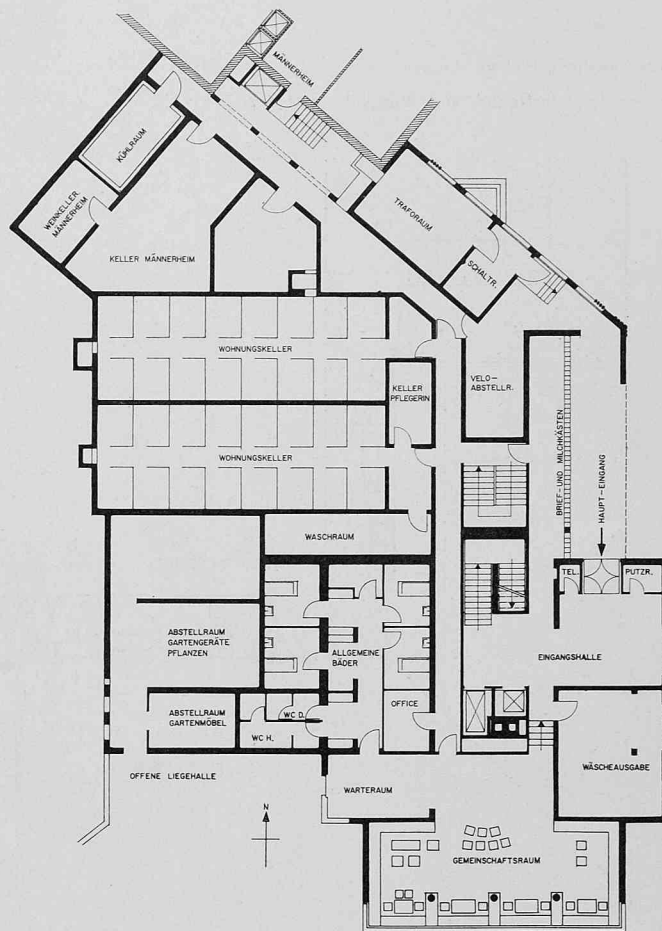 MÄNNERHEIM
KÜHLRAUM
WEINKELLER
MÄNNERHEIM
KELLER MÄNNERHEIM
TRAFORAUM
SCHALTR.
WOHNUNGSKELLER
KELLER
PFLEGERIN
VELO-
ABSTELLR.
BRIEF- UND MILCHKÄSTEN
HAUPT-EINGANG
WOHNUNGSKELLER
WASCHRAUM
TEL.
PUTZR.
ABSTELLRAUM
GARTENGERÄTE
PFLANZEN
ALLGEMEINE
BÄDER
EINGANGSHALLE
ABSTELLRAUM
GARTENMÖBEL
WC D.
WC H.
OFFICE
OFFENE LIEGEHALLE
WARTERAUM
WÄSCHEAUSGABE
N
GEMEINSCHAFTSRAUM